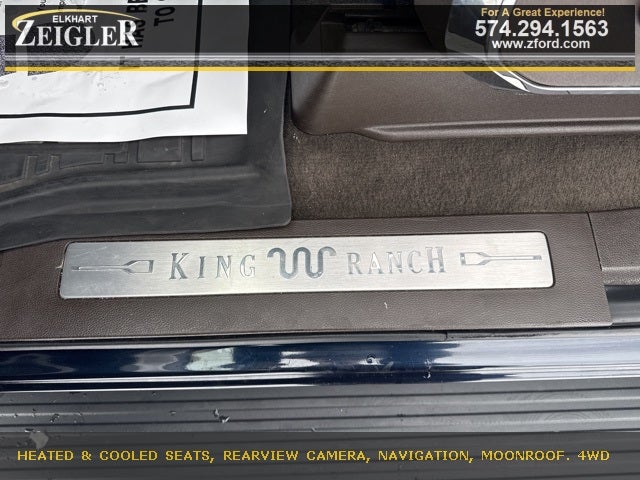 ELKHART
ZEIGLER
For A Great Experience!
574.294.1563
www.zford.com
TO
KING RANCH
HEATED & COOLED SEATS, REARVIEW CAMERA, NAVIGATION, MOONROOF. 4WD